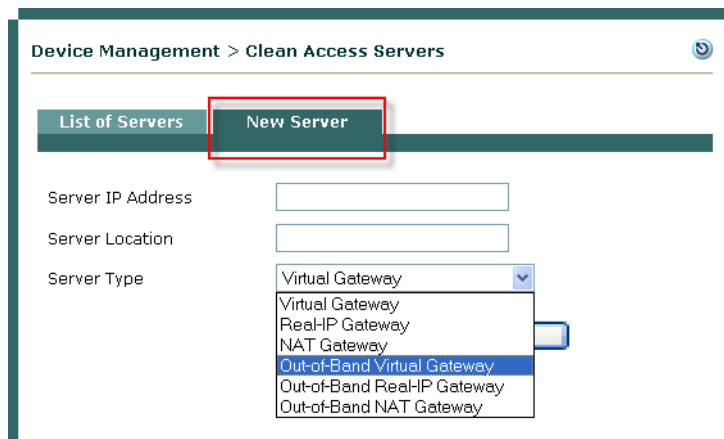 Device Management > Clean Access Servers
List of Servers New Server
Server IP Address
Server Location
Server Type Virtual Gateway
Virtual Gateway
Real-IP Gateway
NAT Gateway
Out-of-Band Virtual Gateway
Out-of-Band Real-IP Gateway
Out-of-Band NAT Gateway